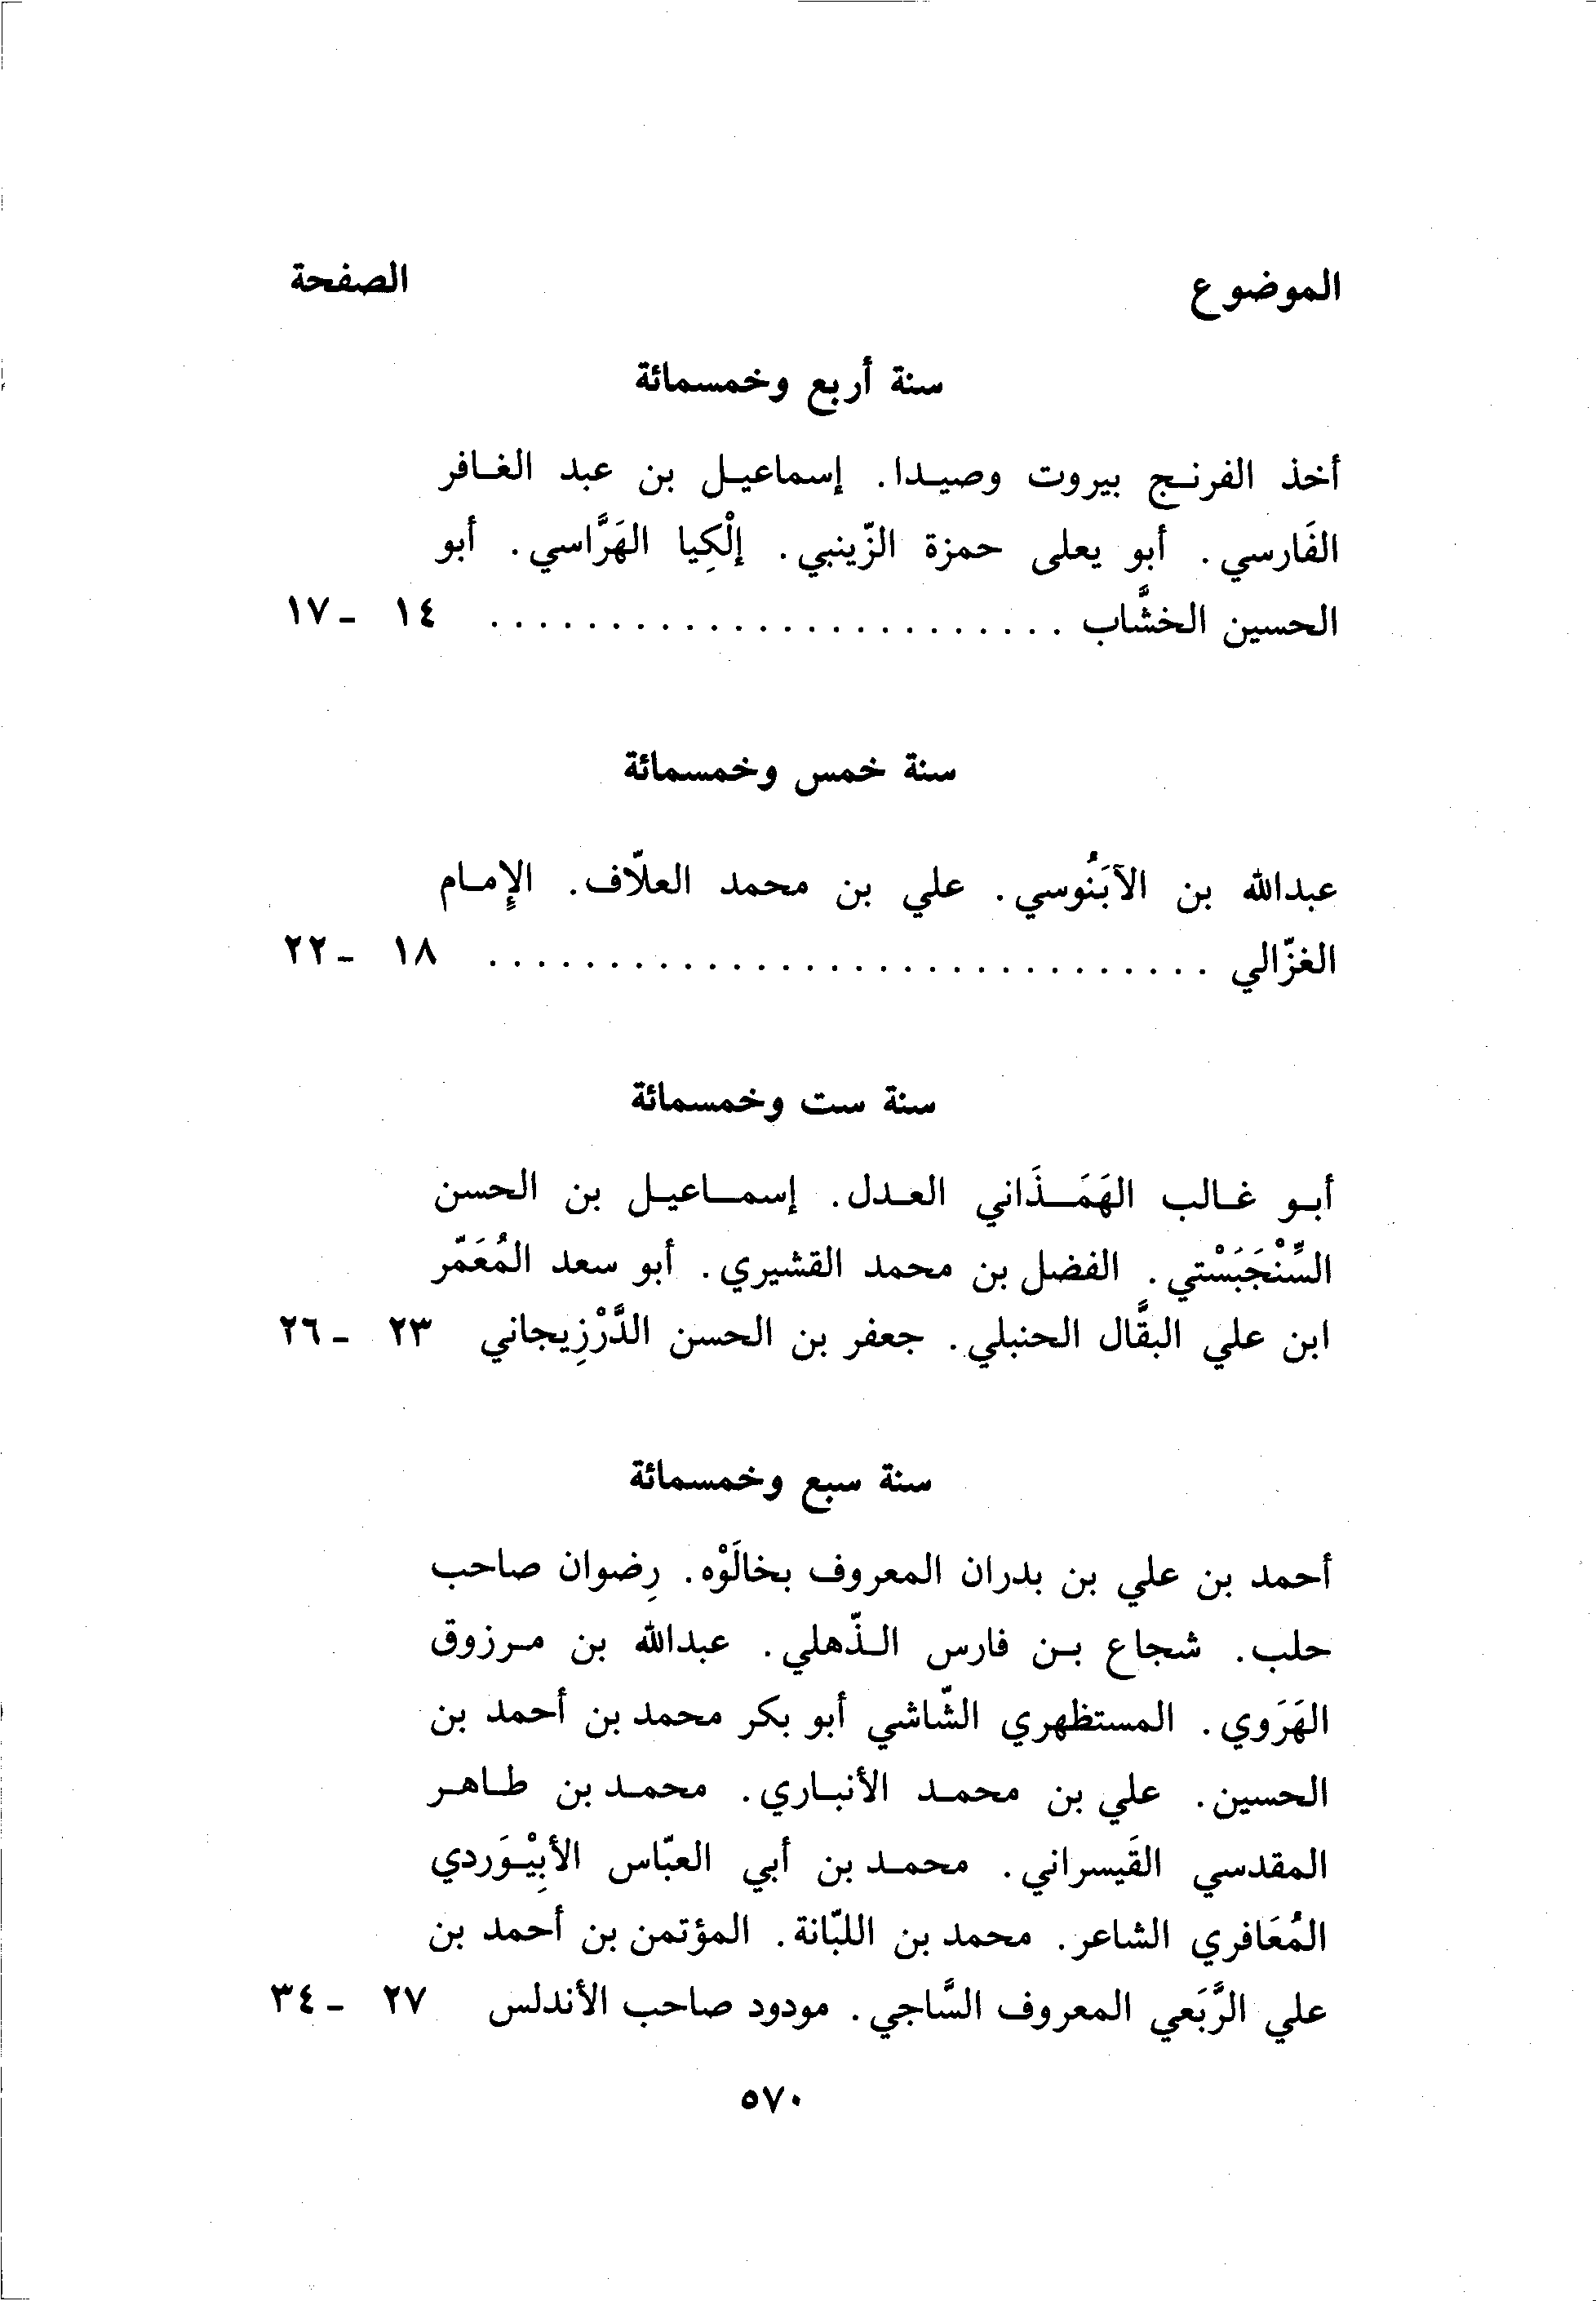 الموضوع الصفحة
سنة أربع وخمسمائة
أخذ الفرنج بيروت وصيدا. إسماعيل بن عبد الغافر
الفَارسي. أبو يعلى حمزة الزّينبي. إلْكِيا الهَرَّاسي. أبو
الحسين الخشَّاب ........................ ١٤ - ١٧
سنة خمس وخمسمائة
عبدالله بن الآبَنُوسي. علي بن محمد العلّاف. الإِمام
الغزّالي .............................. ١٨ - ٢٢
سنة ست وخمسمائة
أبو غالب الهَمَذَاني العدل. إسماعيل بن الحسن
السِّنْجَبَسْتي. الفضل بن محمد القشيري. أبو سعد المُعَمّر
ابن علي البقَّال الحنبلي. جعفر بن الحسن الدَّرْزِيجاني ٢٣ - ٢٦
سنة سبع وخمسمائة
أحمد بن علي بن بدران المعروف بخالَوْه. رِضوان صاحب
حلب. شجاع بن فارس الذّهلي. عبدالله بن مرزوق
الهَرَوي. المستظهري الشّاشي أبو بكر محمد بن أحمد بن
الحسين. علي بن محمد الأنباري. محمد بن طاهر
المقدسي القَيسراني. محمد بن أبي العبّاس الأبِيْوَردي
المُعَافري الشاعر. محمد بن اللبّانة. المؤتمن بن أحمد بن
علي الرَّبَعي المعروف السَّاجي. مودود صاحب الأندلس ٢٧ - ٣٤
٥٧٠